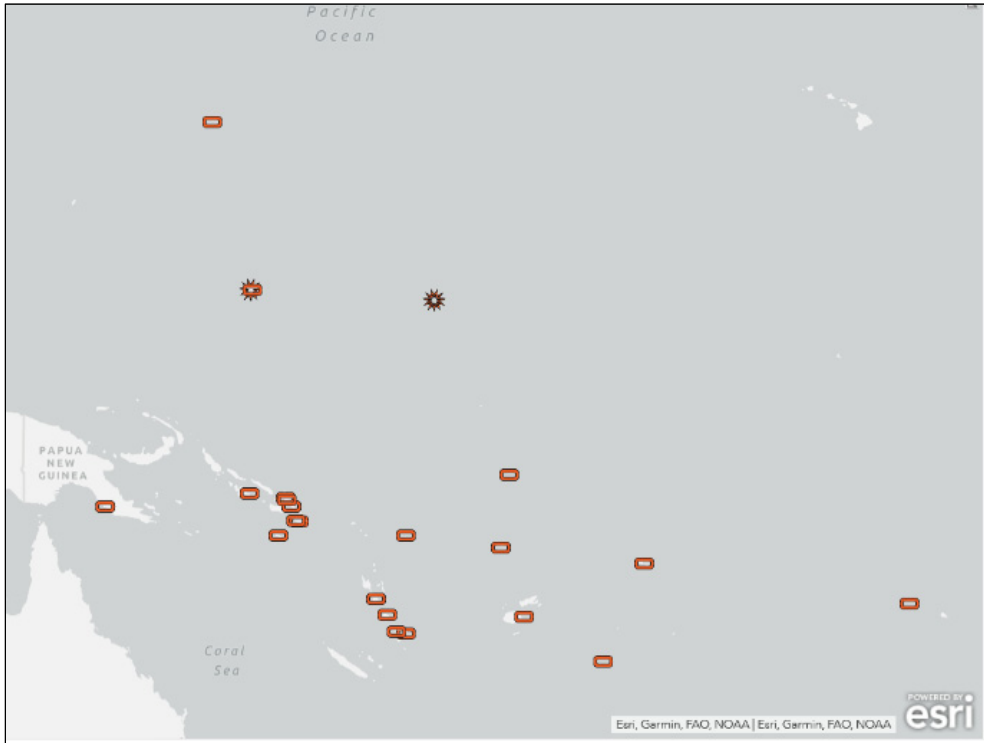 Pacific
Ocean
PAPUA
NEW
GUINEA
Coral
Sea
POWERED BY
esri
Esri, Garmin, FAO, NOAA | Esri, Garmin, FAO, NOAA